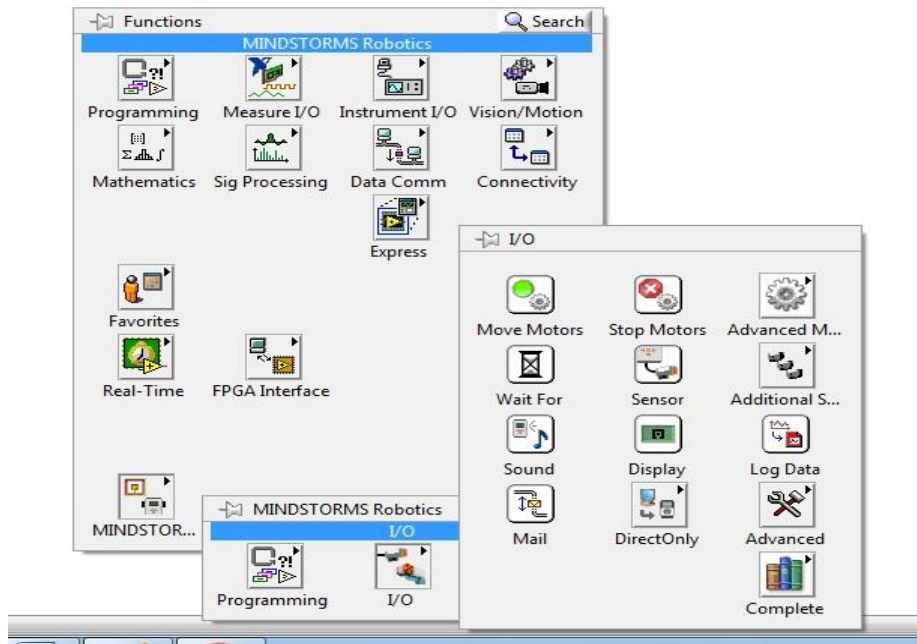 Functions
Search
MINDSTORMS Robotics
Programming Measure I/O Instrument I/O Vision/Motion
Mathematics Sig Processing Data Comm Connectivity
Express
Favorites
Real-Time FPGA Interface
MINDSTOR...
MINDSTORMS Robotics
I/O
Programming I/O
I/O
Move Motors Stop Motors Advanced M...
Wait For Sensor Additional S...
Sound Display Log Data
Mail DirectOnly Advanced
Complete